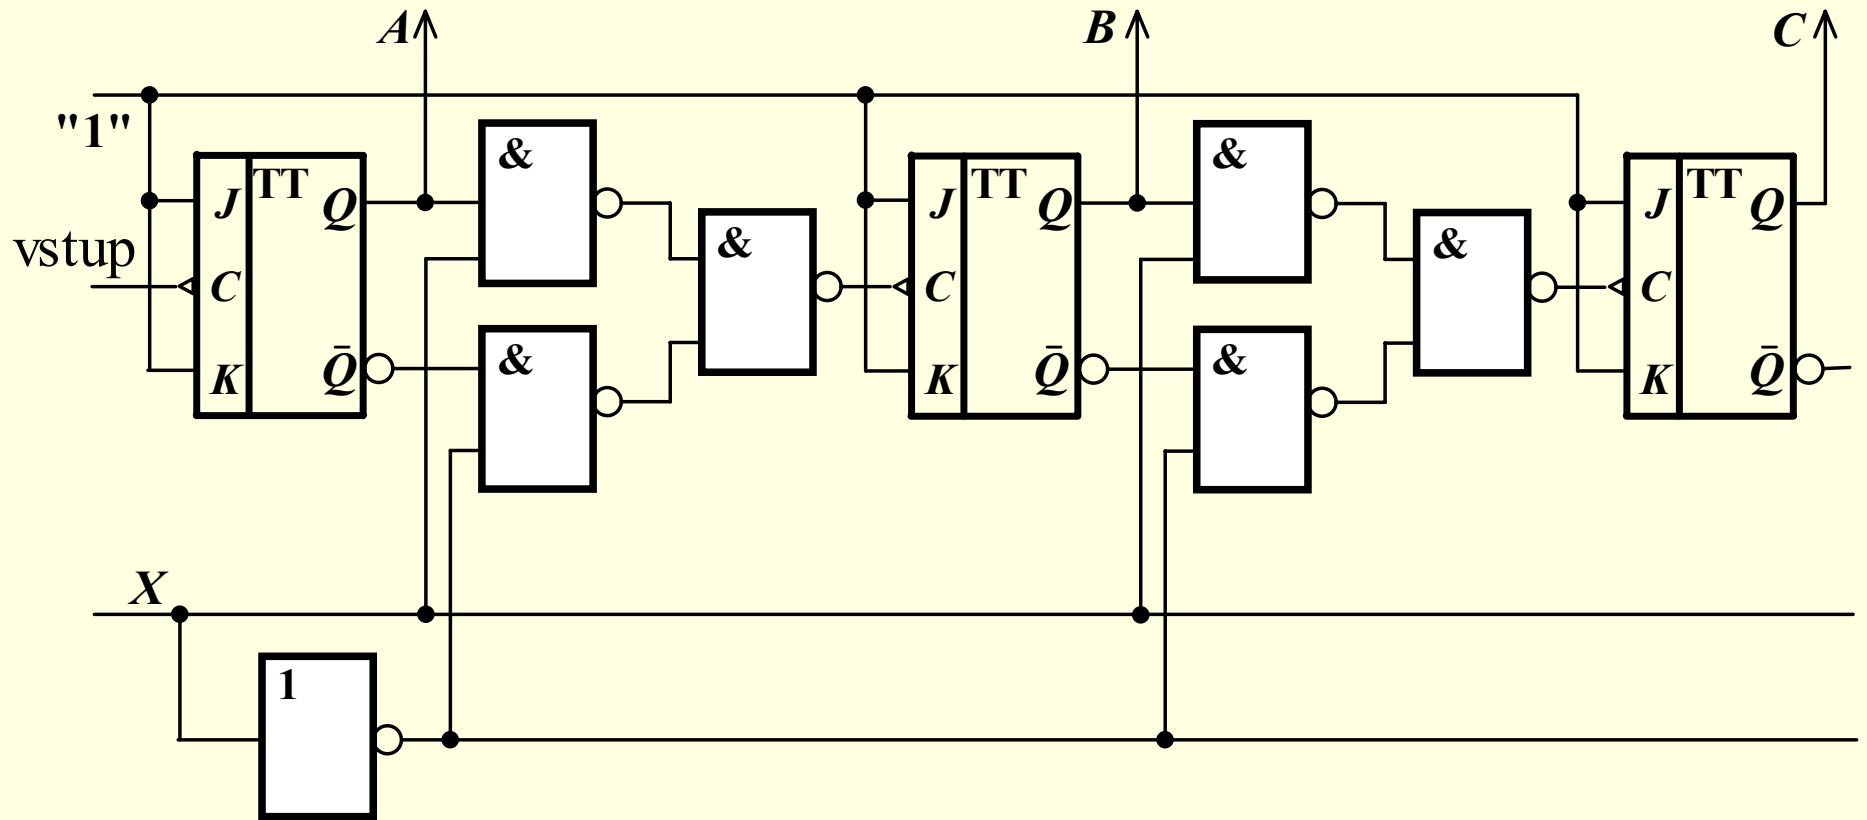 A B C
"1"
& &
J TT Q & J TT Q & J TT Q
vstup C C C
K Q̄ & K Q̄ & K Q̄
X
1